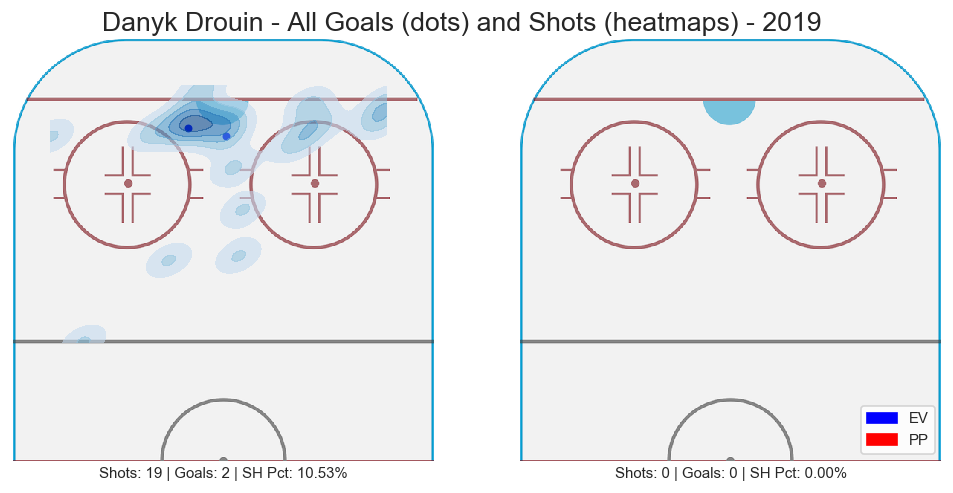 Danyk Drouin - All Goals (dots) and Shots (heatmaps) - 2019
EV
PP
Shots: 19 | Goals: 2 | SH Pct: 10.53%
Shots: 0 | Goals: 0 | SH Pct: 0.00%